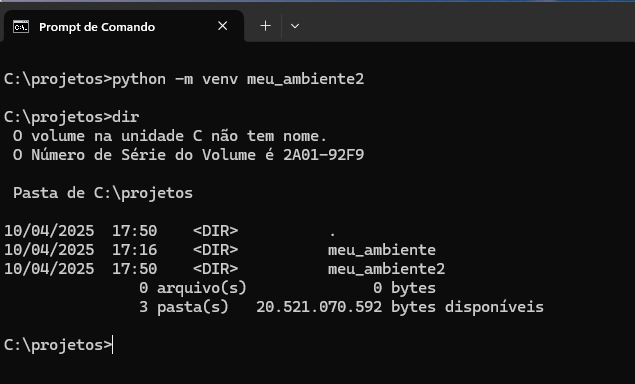 Prompt de Comando
C:\projetos>python -m venv meu_ambiente2
C:\projetos>dir
 O volume na unidade C não tem nome.
 O Número de Série do Volume é 2A01-92F9
 Pasta de C:\projetos
10/04/2025  17:50    <DIR>          .
10/04/2025  17:16    <DIR>          meu_ambiente
10/04/2025  17:50    <DIR>          meu_ambiente2
               0 arquivo(s)              0 bytes
               3 pasta(s)   20.521.070.592 bytes disponíveis
C:\projetos>